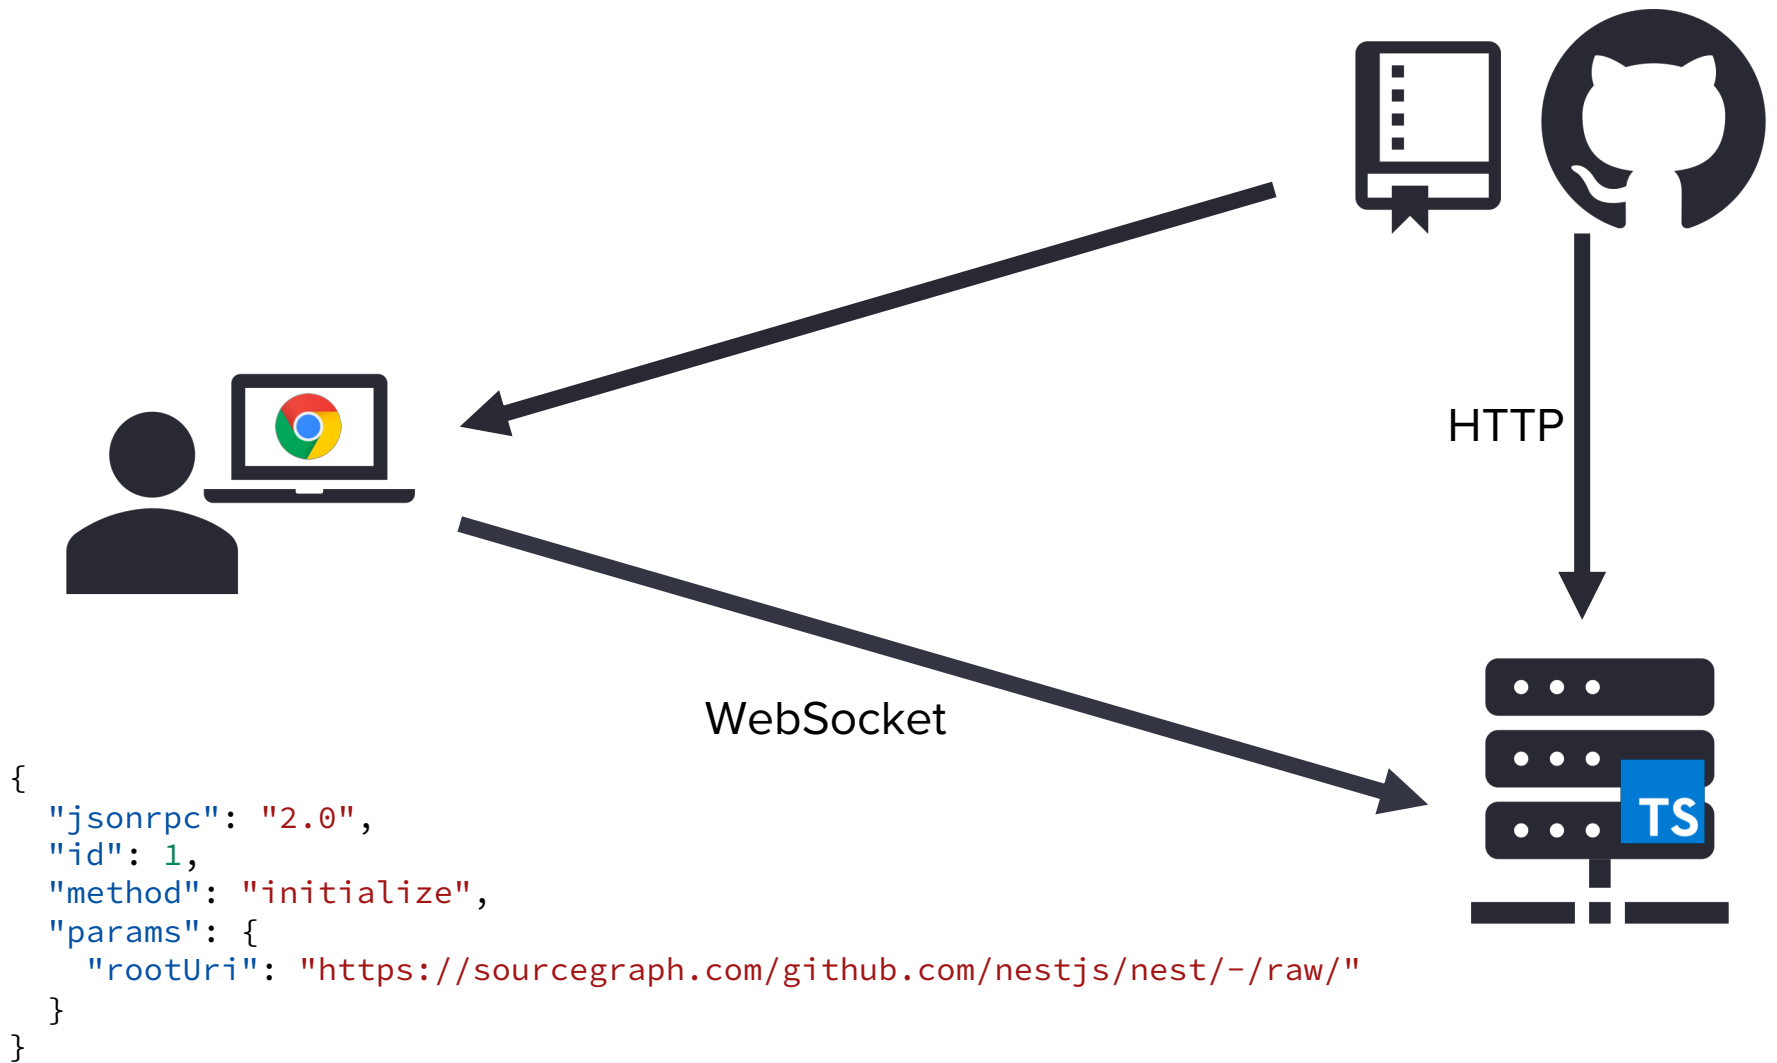 HTTP
WebSocket
TS
{
  "jsonrpc": "2.0",
  "id": 1,
  "method": "initialize",
  "params": {
    "rootUri": "https://sourcegraph.com/github.com/nestjs/nest/-/raw/"
  }
}